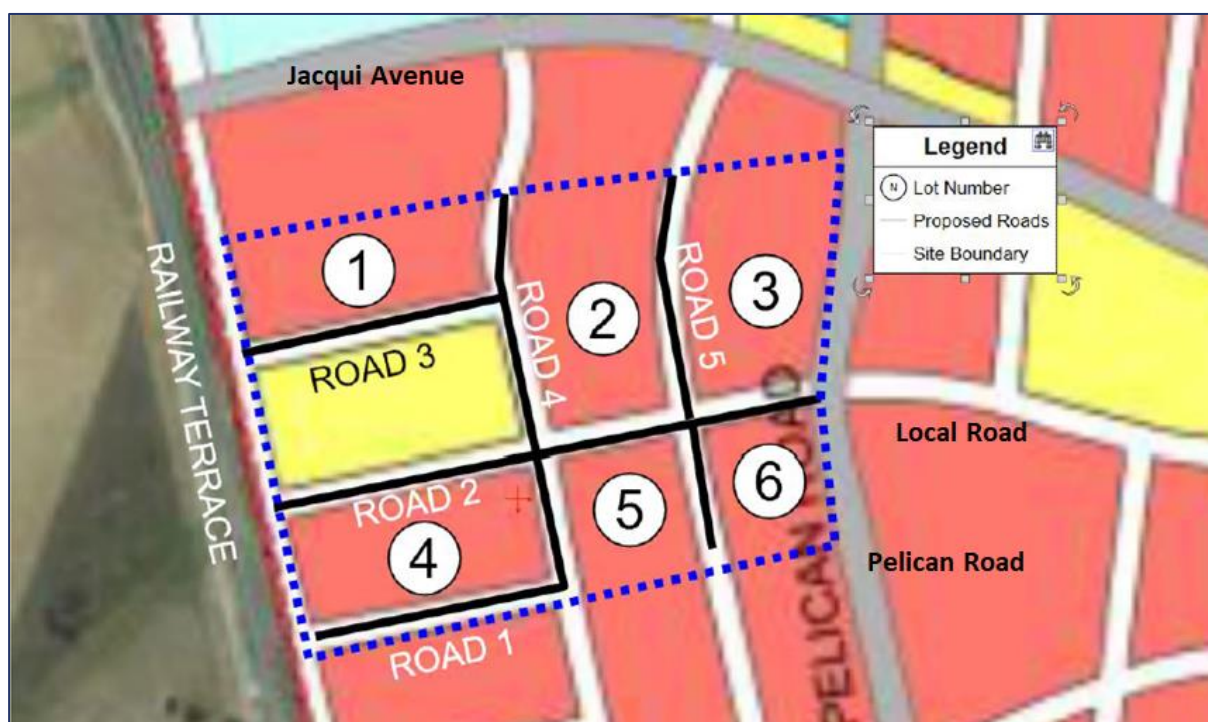 Jacqui Avenue
Legend
N Lot Number
Proposed Roads
Site Boundary
RAILWAY TERRACE
1
2
3
ROAD 3
ROAD 4
ROAD 5
PELICAN ROAD
Local Road
ROAD 2
4
5
6
Pelican Road
ROAD 1